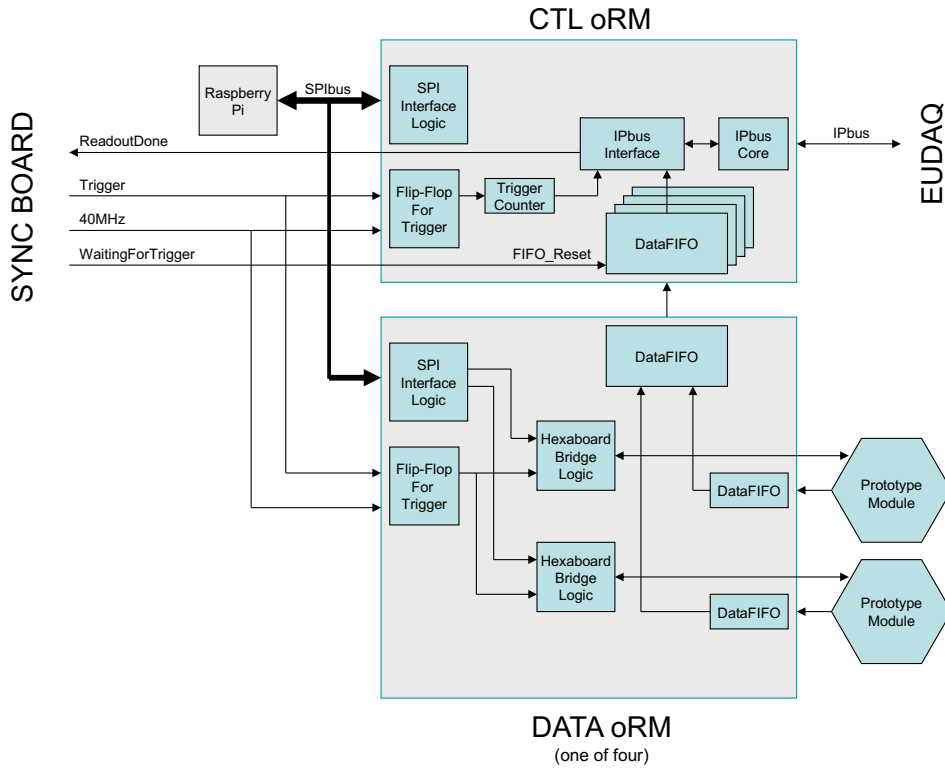 CTL oRM
SYNC BOARD
EUDAQ
Raspberry
Pi
SPIbus
SPI
Interface
Logic
ReadoutDone
IPbus
Interface
IPbus
Core
IPbus
Trigger
Flip-Flop
For
Trigger
Trigger
Counter
40MHz
WaitingForTrigger
FIFO_Reset
DataFIFO
DataFIFO
SPI
Interface
Logic
Hexaboard
Bridge
Logic
Flip-Flop
For
Trigger
DataFIFO
Prototype
Module
Hexaboard
Bridge
Logic
DataFIFO
Prototype
Module
DATA oRM
(one of four)